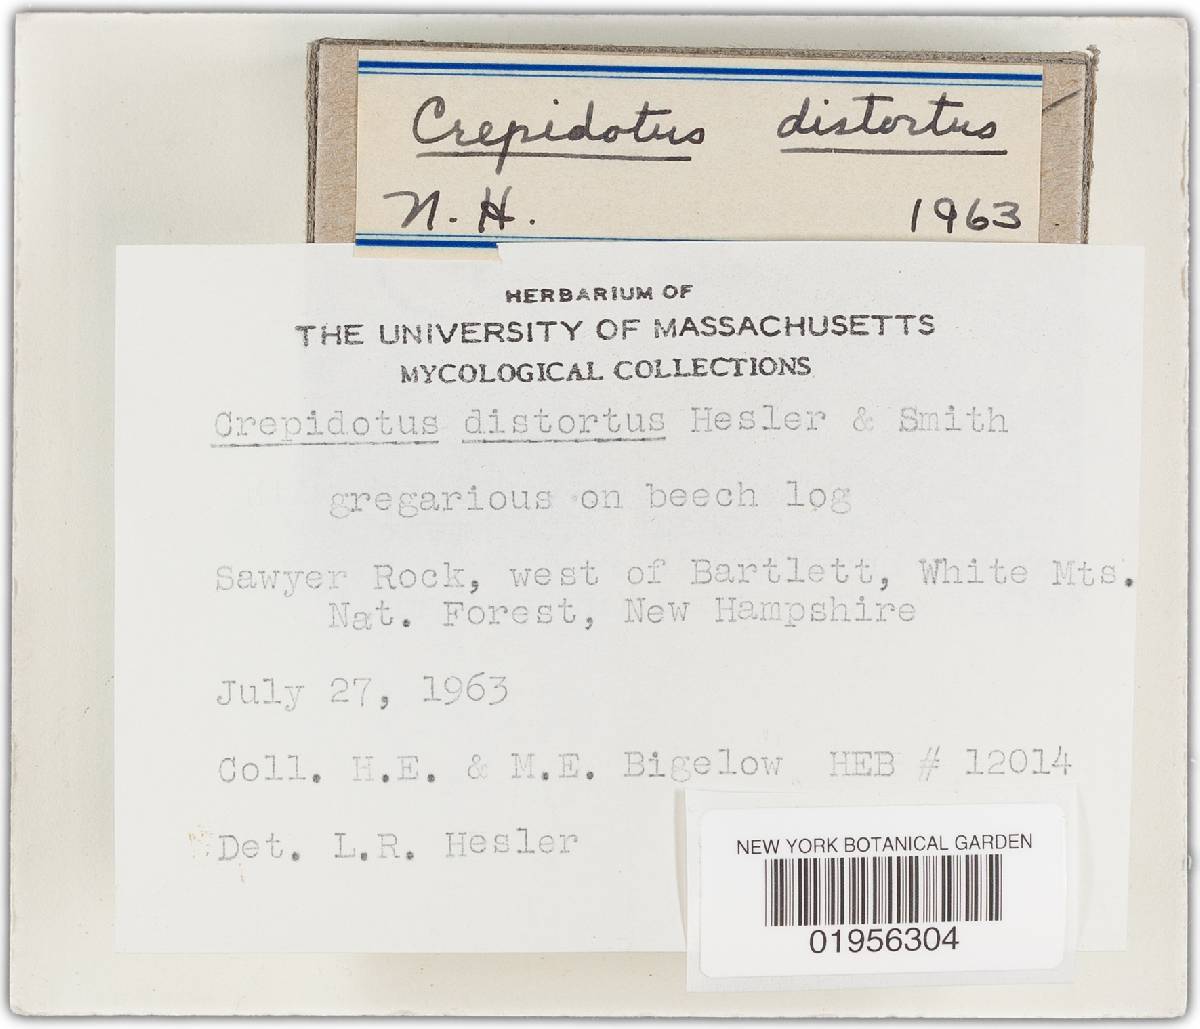 Crepidotus distortus
N.H. 1963
HERBARIUM OF
THE UNIVERSITY OF MASSACHUSETTS
MYCOLOGICAL COLLECTIONS
Crepidotus distortus Hesler & Smith
gregarious on beech log
Sawyer Rock, west of Bartlett, White Mts.
Nat. Forest, New Hampshire
July 27, 1963
Coll. H.E. & M.E. Bigelow HEB # 12014
Det. L.R. Hesler
NEW YORK BOTANICAL GARDEN
01956304